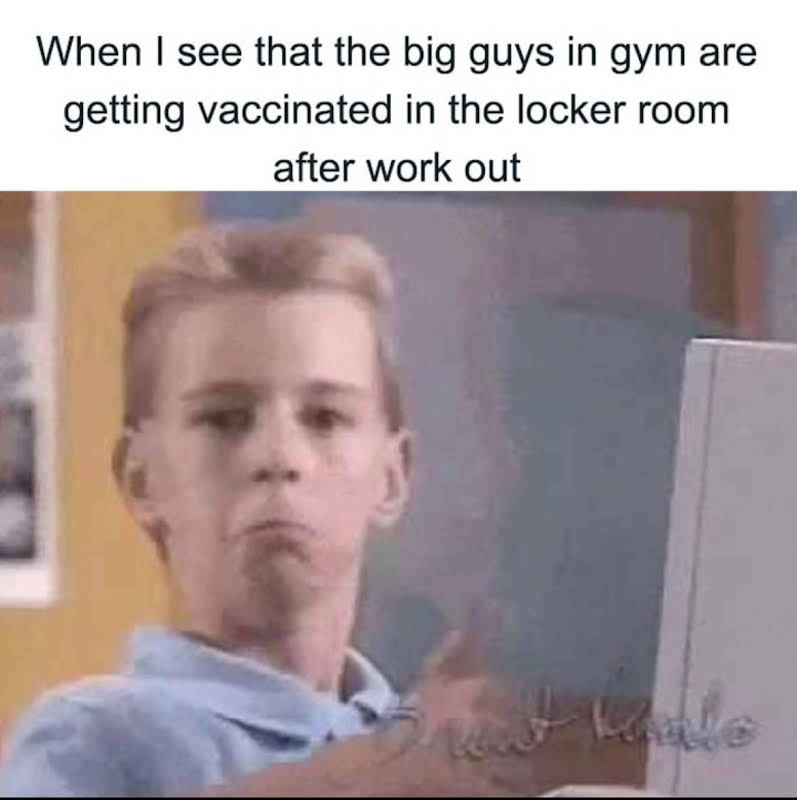 When I see that the big guys in gym are
getting vaccinated in the locker room
after work out